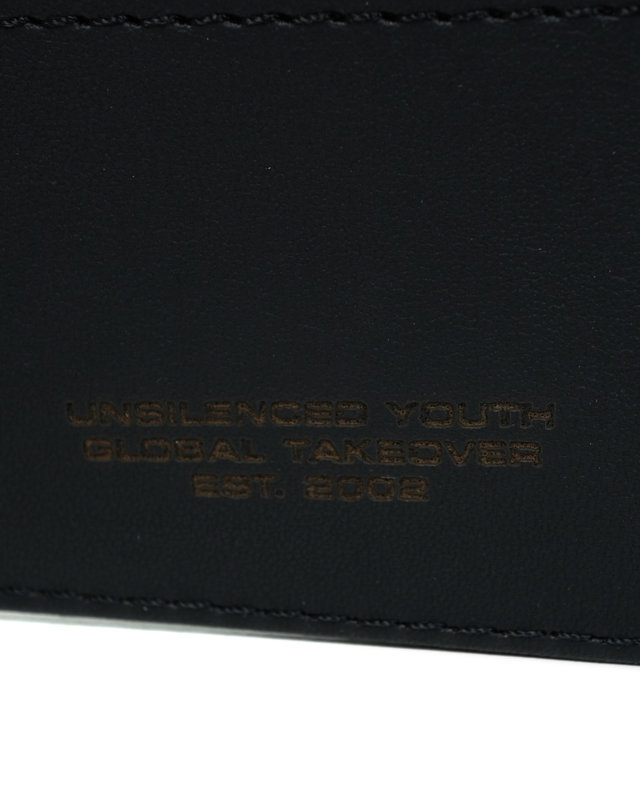 UNSILENCED YOUTH
GLOBAL TAKEOVER
EST. 2002